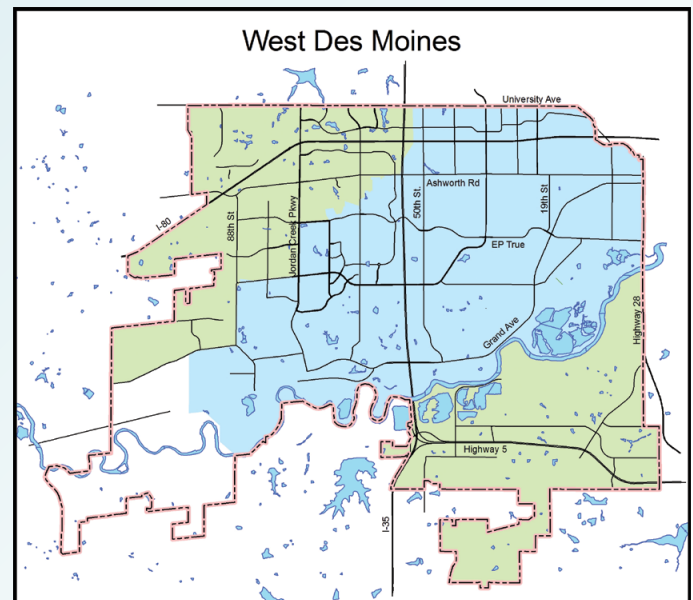 West Des Moines
University Ave
Ashworth Rd
50th St.
19th St
88th St
Jordan Creek Pkwy
I-80
EP True
Grand Ave
Highway 28
Highway 5
I-35